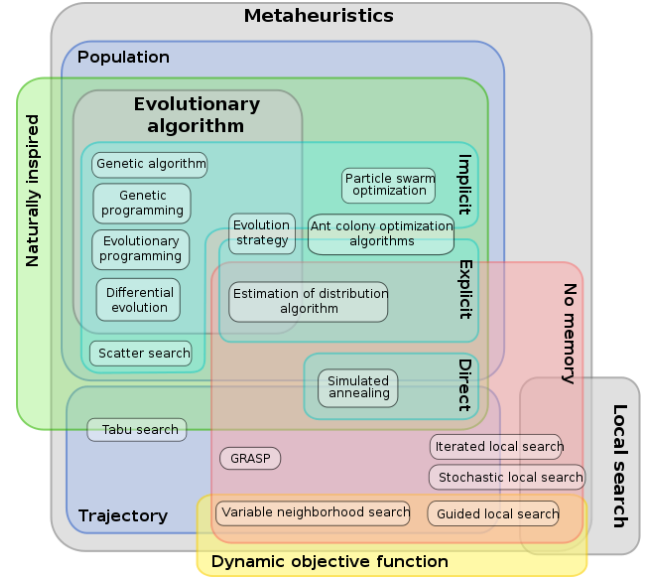 Metaheuristics
Population
Evolutionary
algorithm
Naturally inspired
Implicit
Genetic algorithm
Particle swarm
optimization
Genetic
programming
Evolution
strategy
Ant colony optimization
algorithms
Evolutionary
programming
Explicit
No memory
Differential
evolution
Estimation of distribution
algorithm
Scatter search
Direct
Simulated
annealing
Local search
Tabu search
GRASP
Iterated local search
Stochastic local search
Trajectory
Variable neighborhood search
Guided local search
Dynamic objective function